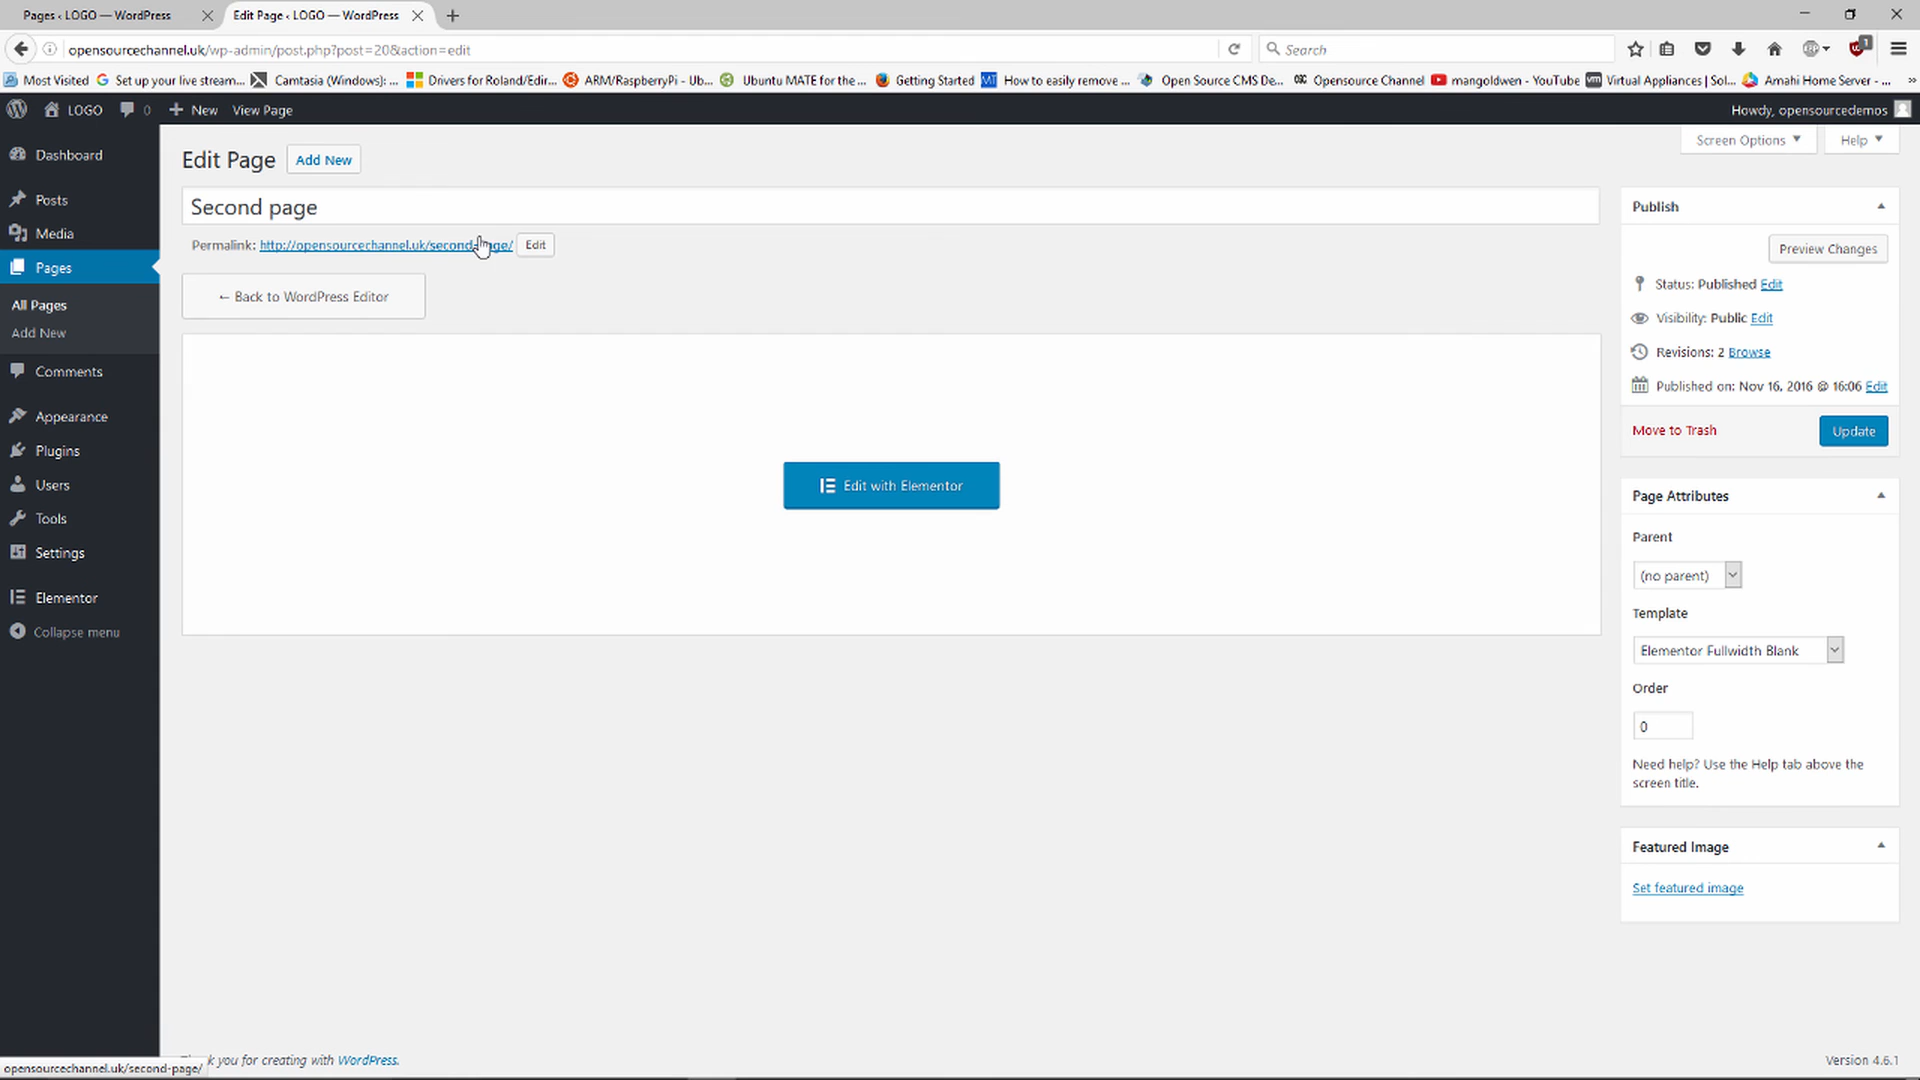 Pages ‹ LOGO — WordPress
Edit Page ‹ LOGO — WordPress
opensourcechannel.uk/wp-admin/post.php?post=20&action=edit
Search
1
Most Visited
Set up your live stream...
Camtasia (Windows): ...
Drivers for Roland/Edir...
ARM/RaspberryPi - Ub...
Ubuntu MATE for the ...
Getting Started
How to easily remove ...
Open Source CMS De...
Opensource Channel
mangoldwen - YouTube
Virtual Appliances | Sol...
Amahi Home Server - ...
LOGO
0
New
View Page
Howdy, opensourcedemos
Dashboard
Posts
Media
Pages
All Pages
Add New
Comments
Appearance
Plugins
Users
Tools
Settings
Elementor
Collapse menu
Screen Options
Help
Edit Page
Add New
Second page
Permalink: http://opensourcechannel.uk/second-page/
Edit
← Back to WordPress Editor
Edit with Elementor
Publish
Preview Changes
Status: Published Edit
Visibility: Public Edit
Revisions: 2 Browse
Published on: Nov 16, 2016 @ 16:06 Edit
Move to Trash
Update
Page Attributes
Parent
(no parent)
Template
Elementor Fullwidth Blank
Order
0
Need help? Use the Help tab above the
screen title.
Featured Image
Set featured image
k you for creating with WordPress.
Version 4.6.1
opensourcechannel.uk/second-page/